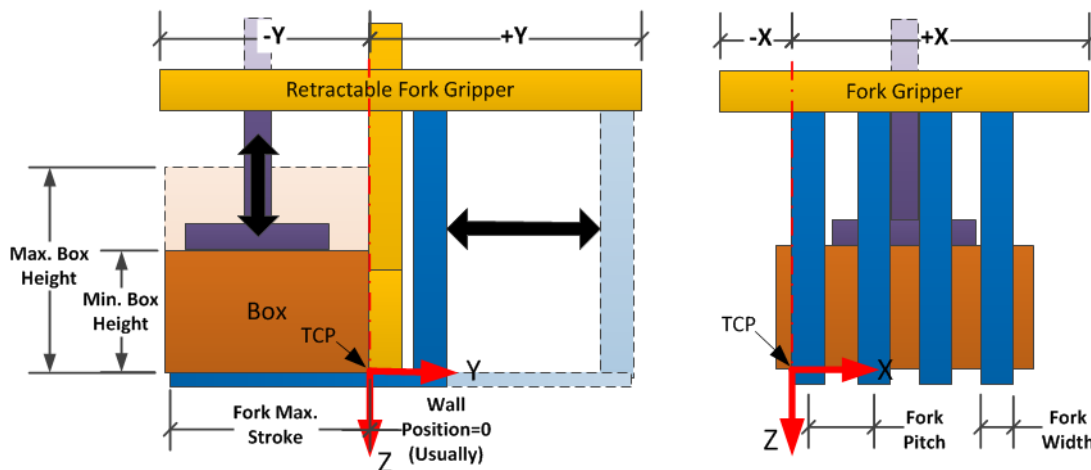 -Y
+Y
Retractable Fork Gripper
Max. Box
Height
Min. Box
Height
Box
TCP
Y
Fork Max.
Stroke
Wall
Position=0
(Usually)
Z
-X
+X
Fork Gripper
TCP
X
Z
Fork
Pitch
Fork
Width